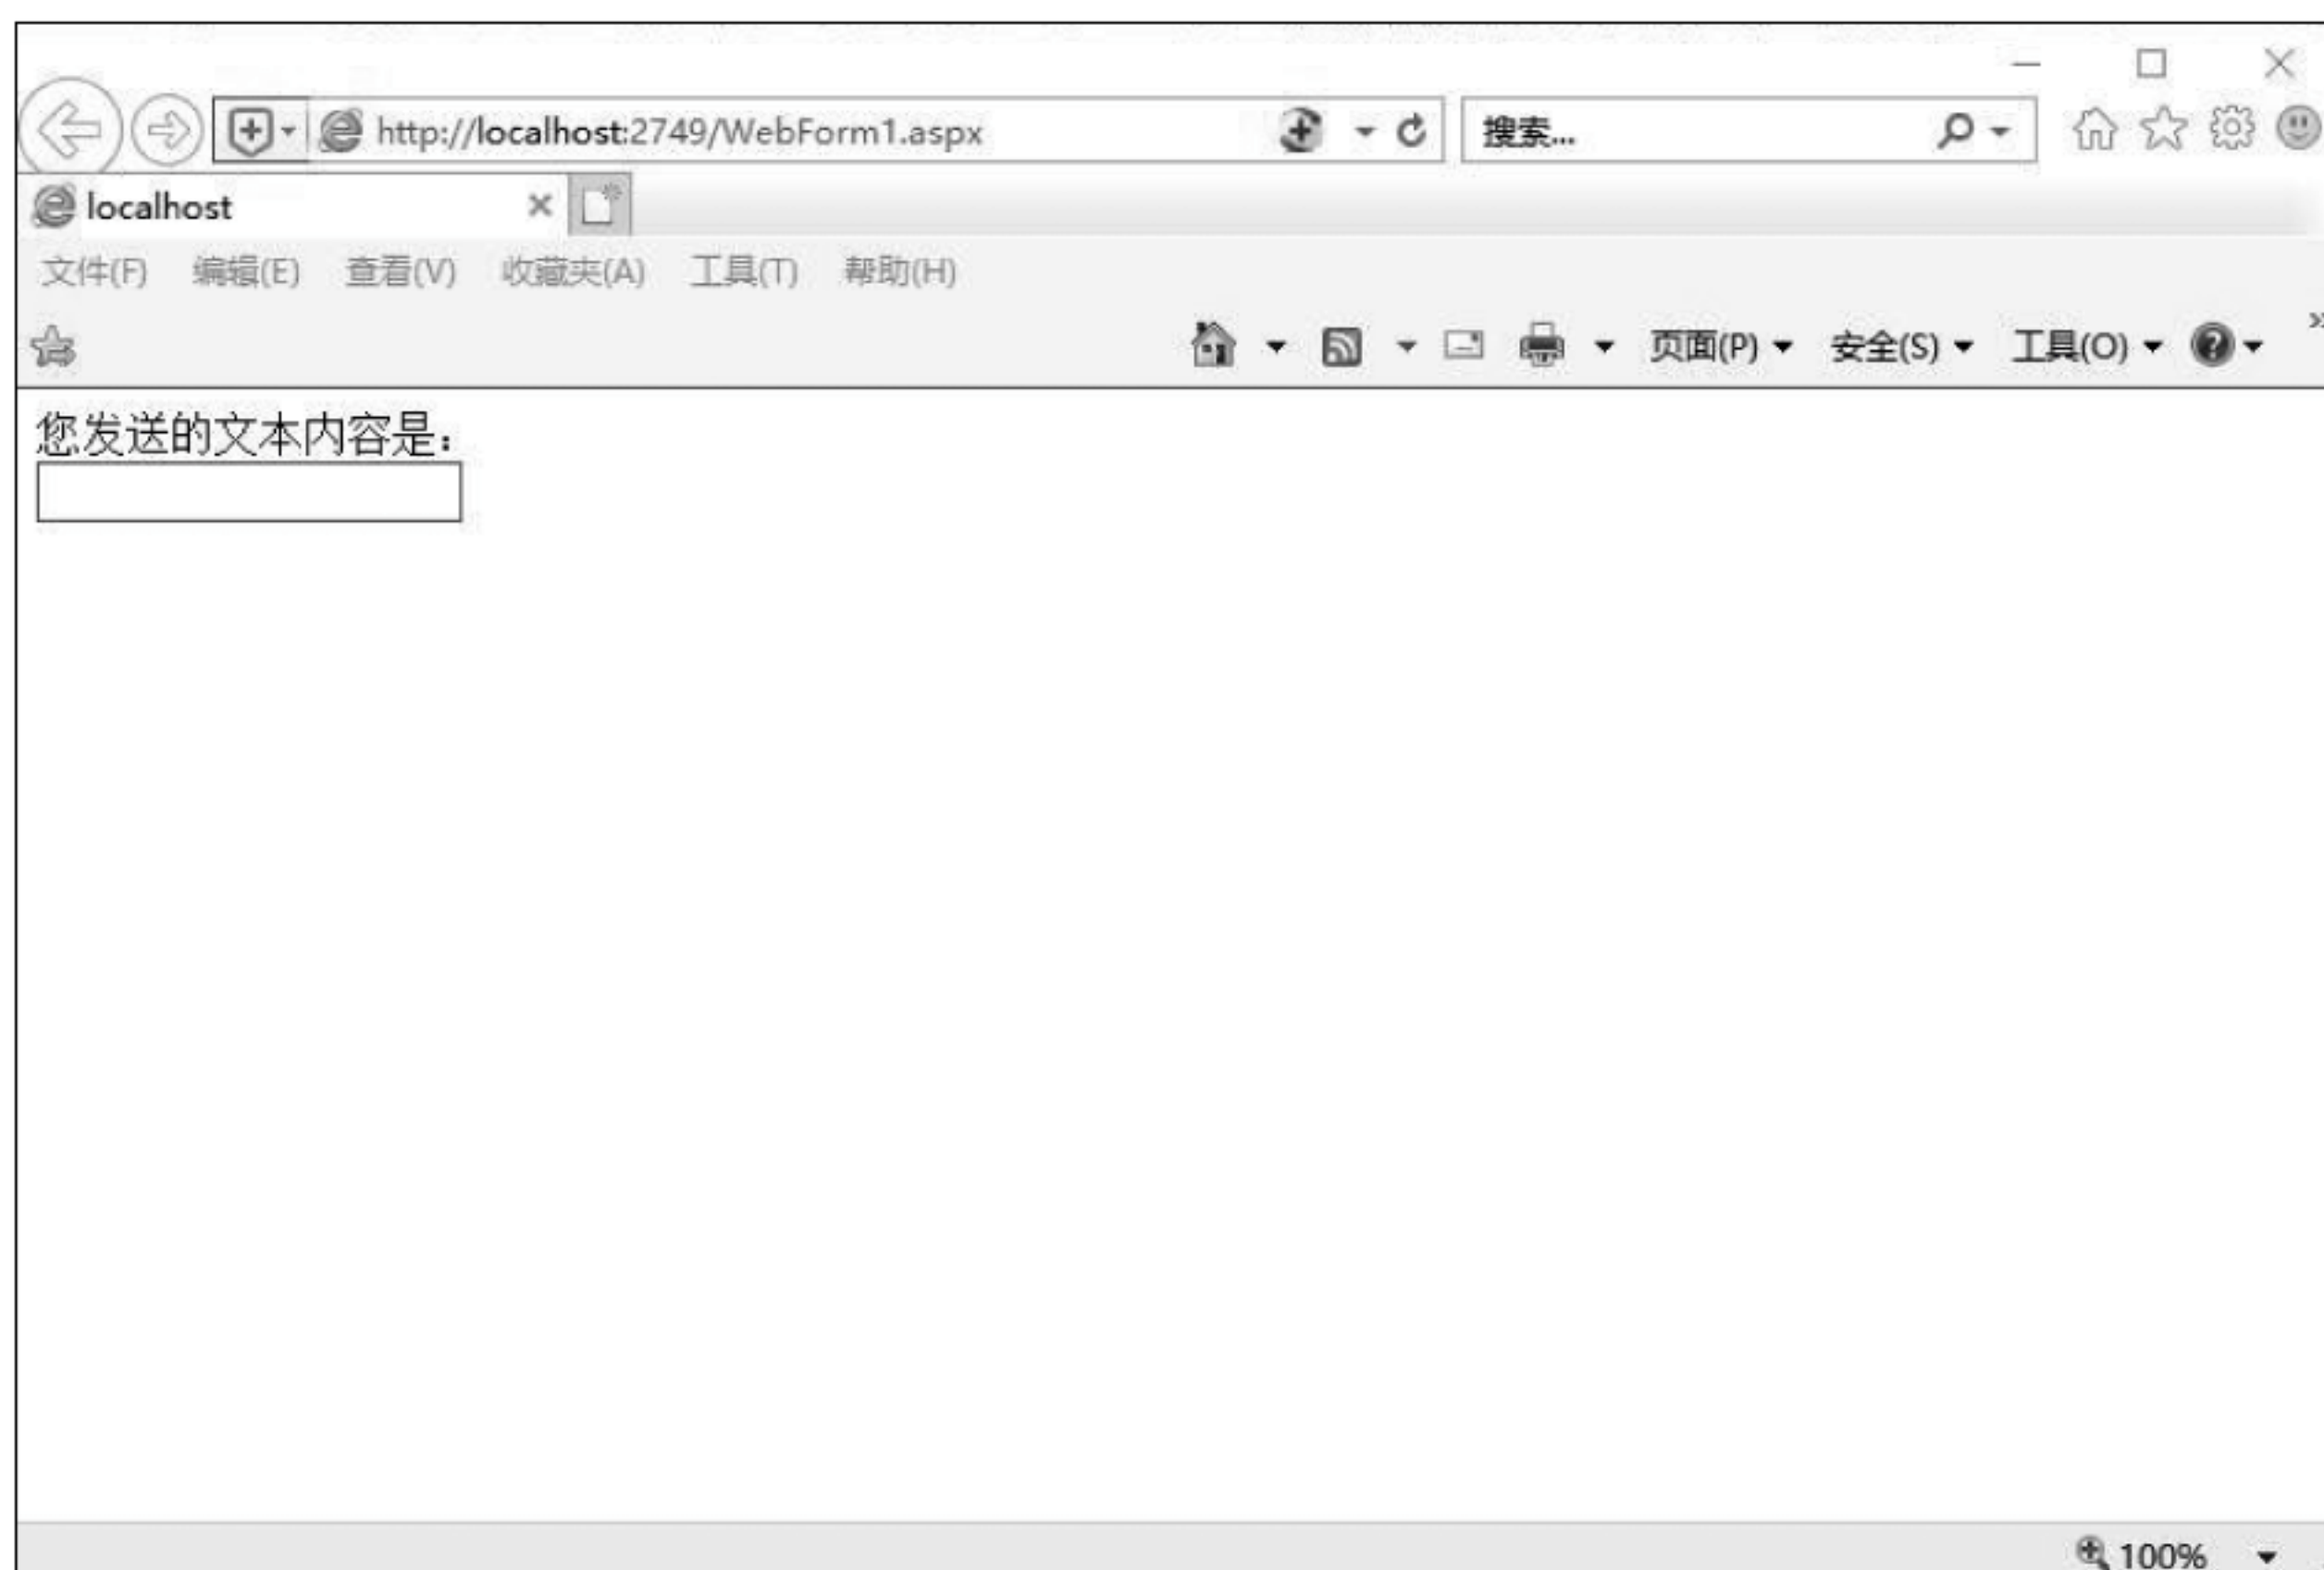 http://localhost:2749/WebForm1.aspx
搜索...
localhost
文件(F) 编辑(E) 查看(V) 收藏夹(A) 工具(T) 帮助(H)
页面(P) 安全(S) 工具(O)
您发送的文本内容是：
100%